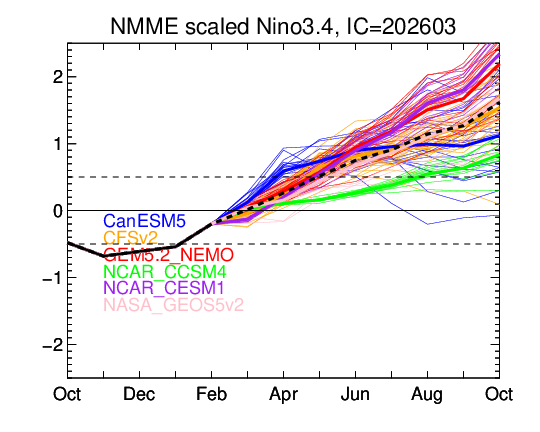 NMME scaled Nino3.4, IC=202603
2
1
0
−1
−2
CanESM5
CFSv2
GEM5.2_NEMO
NCAR_CCSM4
NCAR_CESM1
NASA_GEOS5v2
Oct Dec Feb Apr Jun Aug Oct